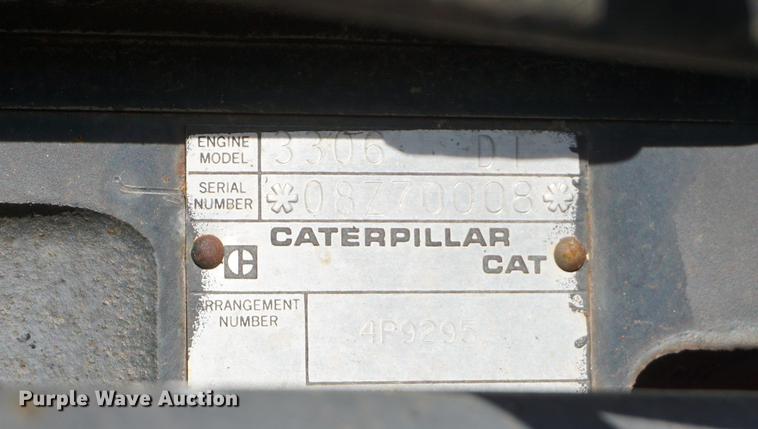 ENGINE MODEL 3306 DI
SERIAL NUMBER *08Z70008*
CATERPILLAR
CAT
ARRANGEMENT NUMBER 4P9295
Purple Wave Auction